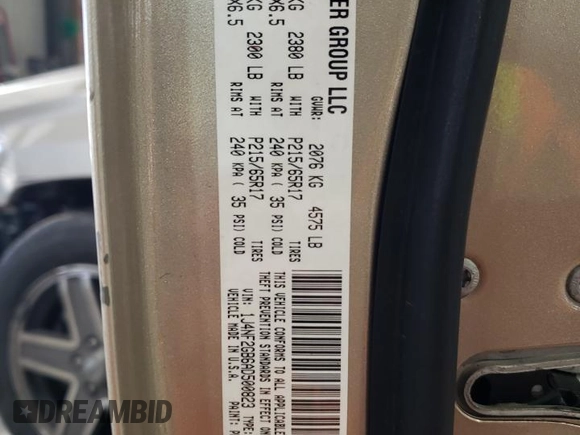 ER GROUP LLC
GVWR: 2076 KG 4575 LB
KG 2380 LB WITH P215/65R17 TIRES
X6.5 RIMS AT 240 KPA ( 35 PSI) COLD
KG 2300 LB WITH P215/65R17 TIRES
X6.5 RIMS AT 240 KPA ( 35 PSI) COLD
THIS VEHICLE CONFORMS TO ALL APPLICABLE
THEFT PREVENTION STANDARDS IN EFFECT ON
VIN: 1J4NF2GB6AD500823 TYPE:
VEHICLE MADE IN U.S.A. PAINT: P
DREAMBID